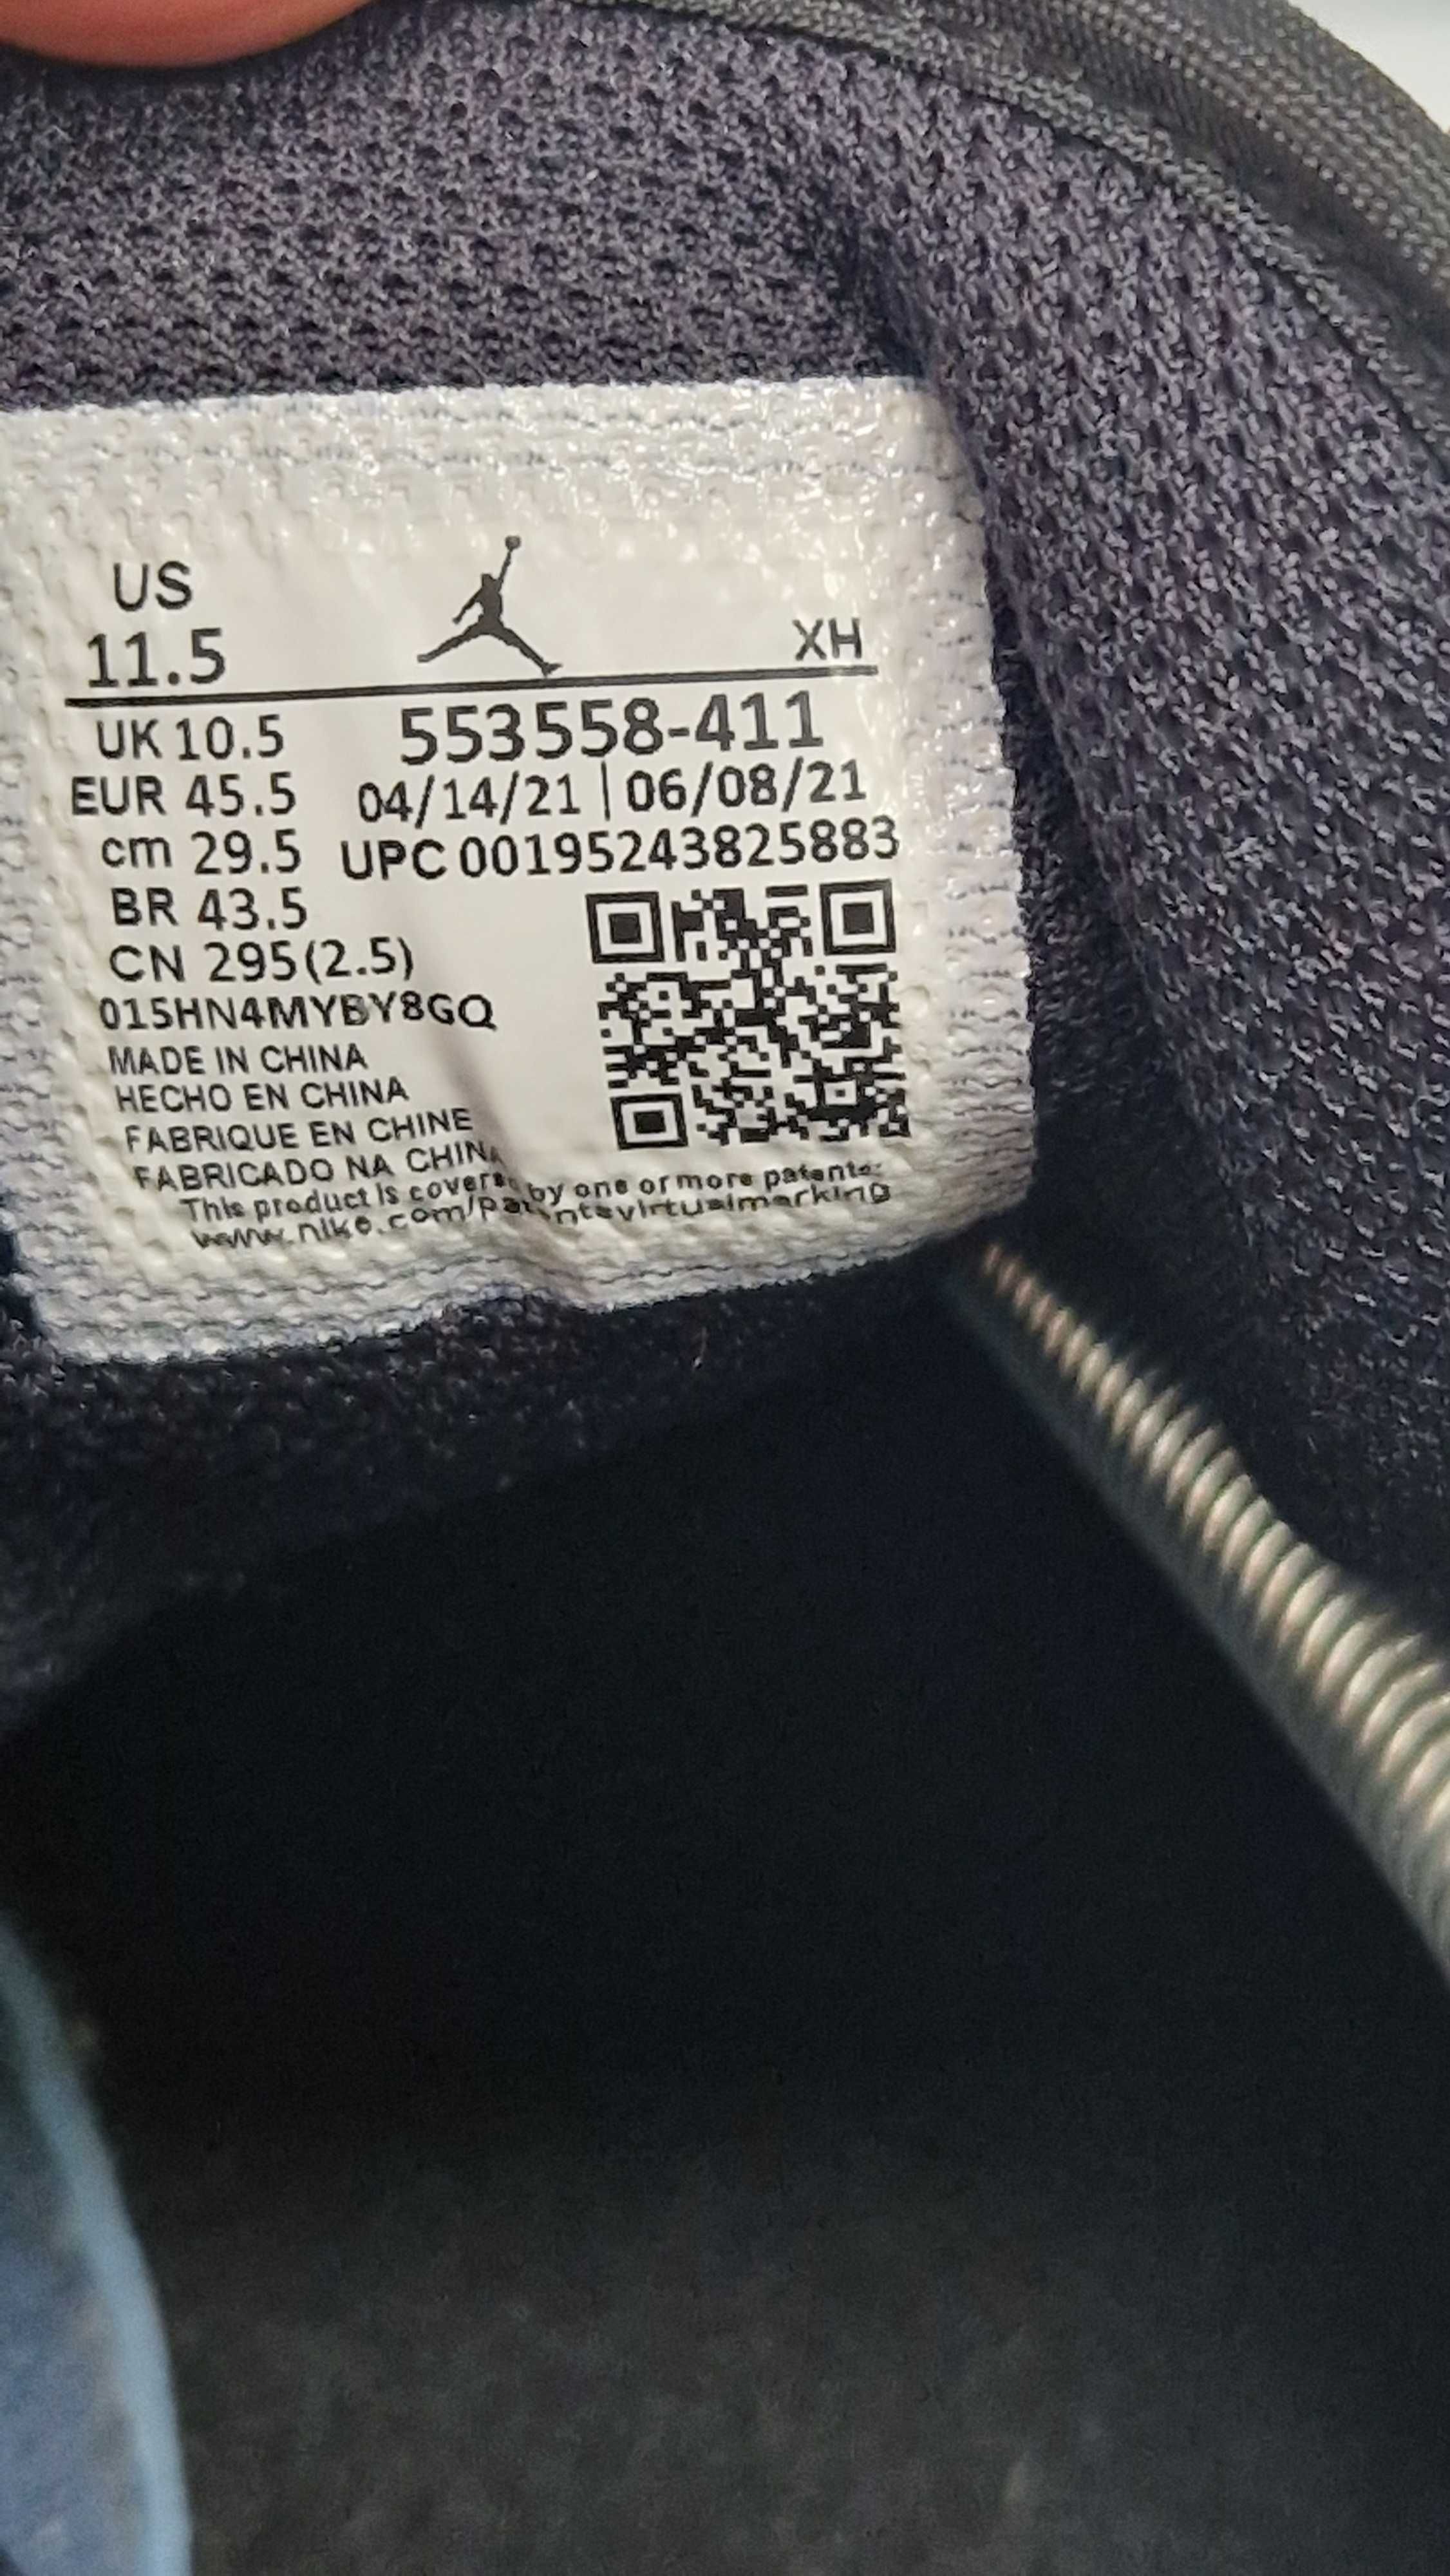 US
11.5
XH
UK 10.5
553558-411
EUR 45.5
04/14/21 | 06/08/21
cm 29.5
UPC 00195243825883
BR 43.5
CN 295(2.5)
015HN4MYBY8GQ
MADE IN CHINA
HECHO EN CHINA
FABRIQUE EN CHINE
FABRICADO NA CHINA
This product is covered by one or more patents:
www.nike.com/patentsvirtualmarking